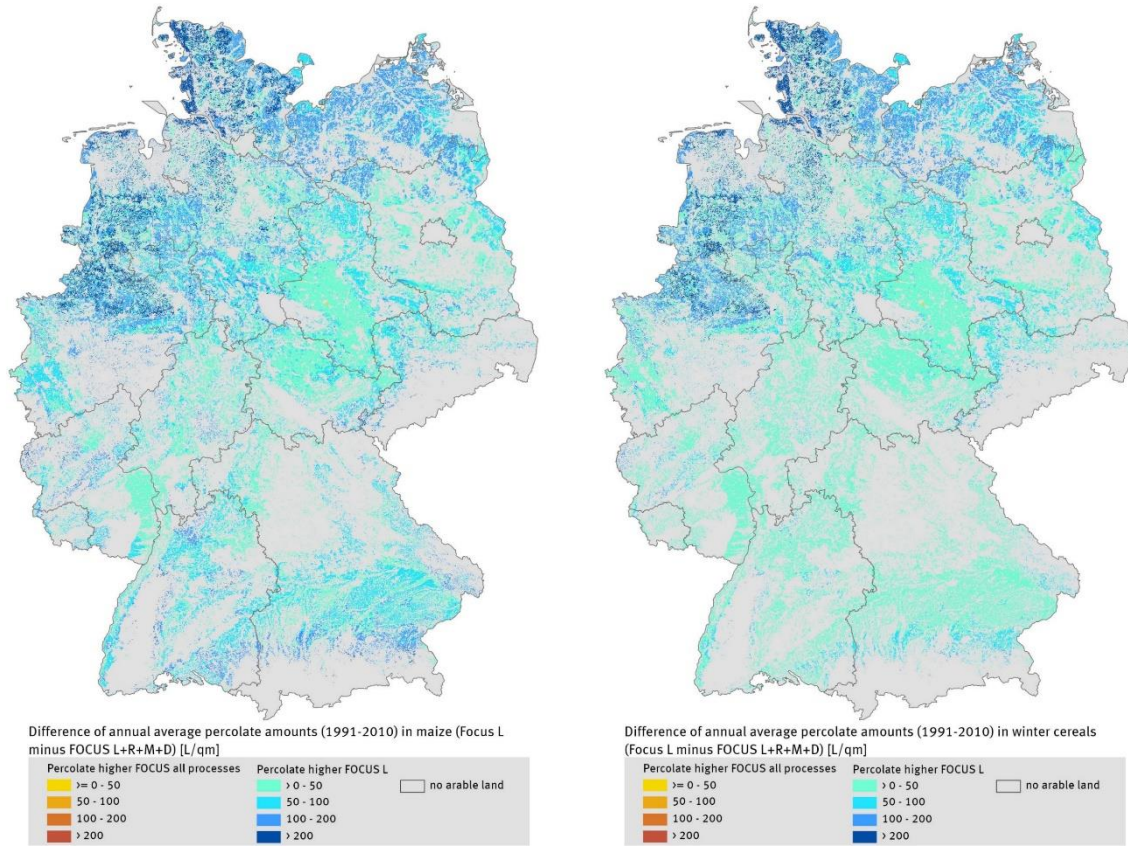 Difference of annual average percolate amounts (1991-2010) in maize (Focus L
minus FOCUS L+R+M+D) [L/qm]
Percolate higher FOCUS all processes
>= 0 - 50
50 - 100
100 - 200
> 200
Percolate higher FOCUS L
> 0 - 50
50 - 100
100 - 200
> 200
no arable land
Difference of annual average percolate amounts (1991-2010) in winter cereals
(Focus L minus FOCUS L+R+M+D) [L/qm]
Percolate higher FOCUS all processes
>= 0 - 50
50 - 100
100 - 200
> 200
Percolate higher FOCUS L
> 0 - 50
50 - 100
100 - 200
> 200
no arable land